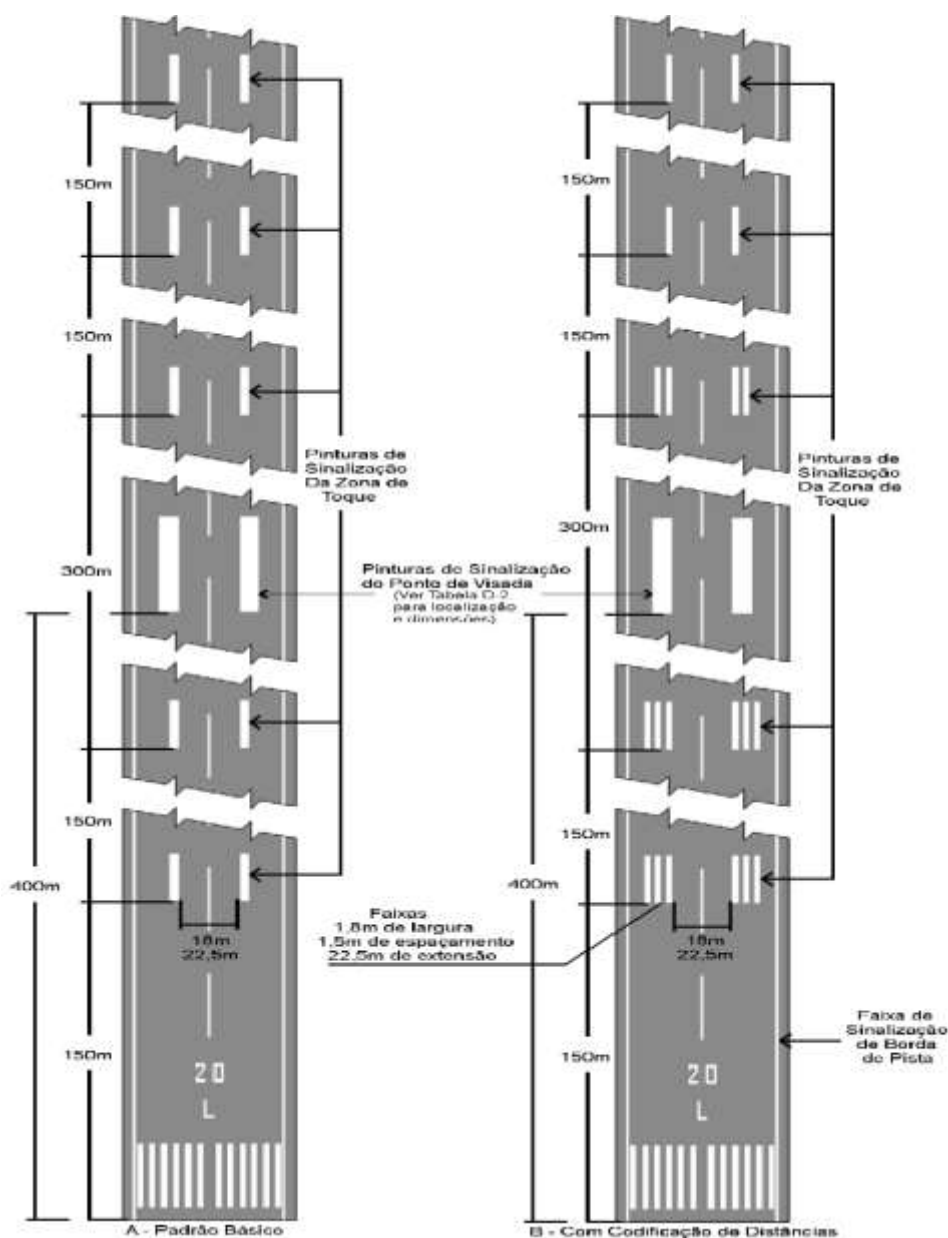 150m
150m
150m
150m
Pinturas de
Sinalização
Da Zona de
Toque
Pinturas de
Sinalização
Da Zona de
Toque
300m
300m
Pinturas de Sinalização
do Ponto de Visada
(Ver Tabela D-2
para localização
e dimensões)
150m
150m
400m
400m
18m
22,5m
Faixas
1,8m de largura
1,5m de espaçamento
22,5m de extensão
18m
22,5m
150m
150m
Faixa de
Sinalização
de Borda
de Pista
20
L
20
L
A - Padrão Básico
B - Com Codificação de Distâncias